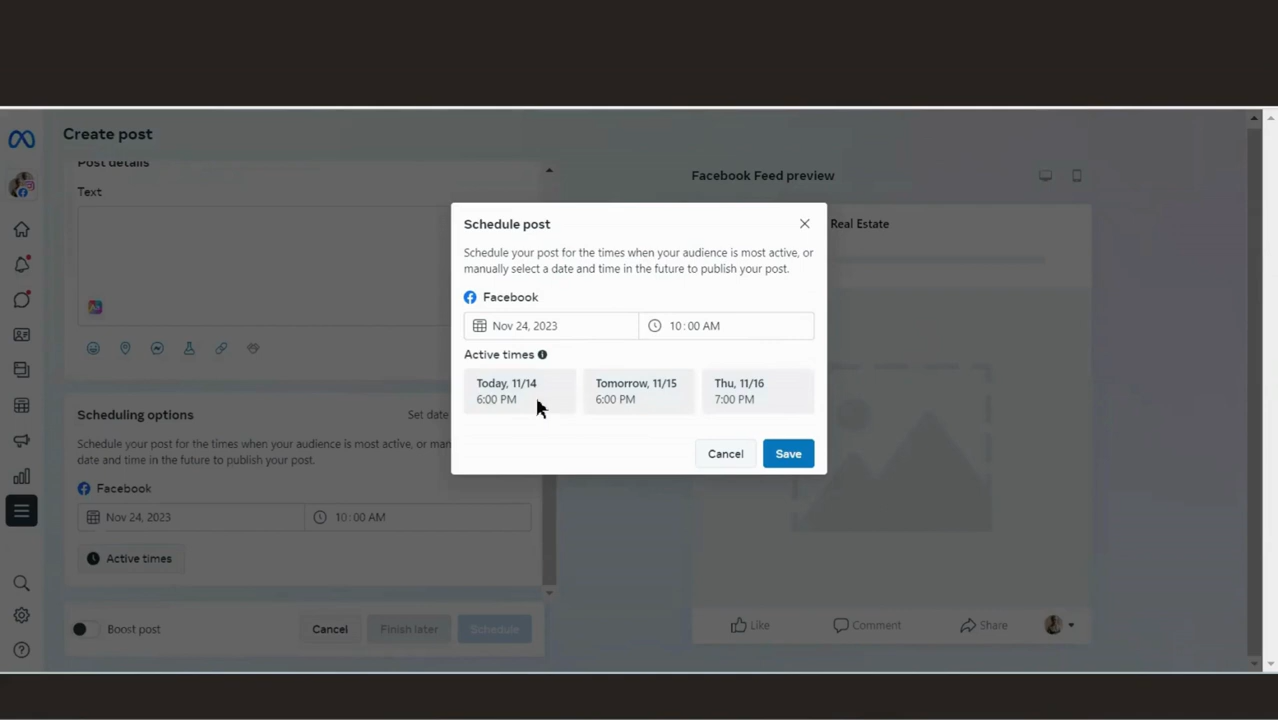 Create post
Post details
Text
Facebook Feed preview
Real Estate
Schedule post
Schedule your post for the times when your audience is most active, or
manually select a date and time in the future to publish your post.
Facebook
Nov 24, 2023
10:00 AM
Active times
Today, 11/14
6:00 PM
Tomorrow, 11/15
6:00 PM
Thu, 11/16
7:00 PM
Cancel
Save
Scheduling options
Set date
Schedule your post for the times when your audience is most active, or man
date and time in the future to publish your post.
Facebook
Nov 24, 2023
10:00 AM
Active times
Boost post
Cancel
Finish later
Schedule
Like
Comment
Share